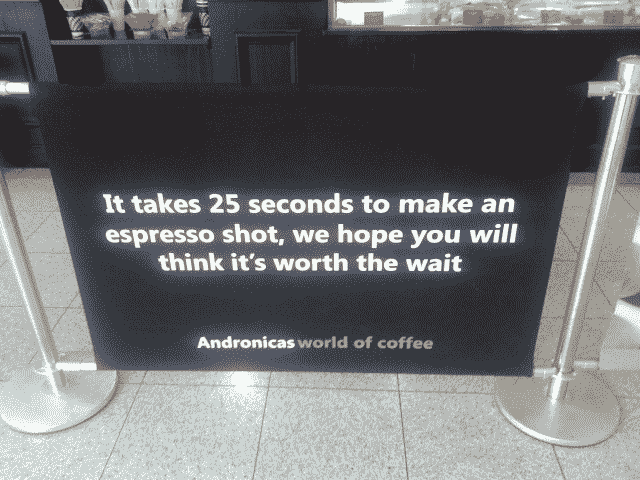 It takes 25 seconds to make an
espresso shot, we hope you will
think it's worth the wait
Andronicas world of coffee